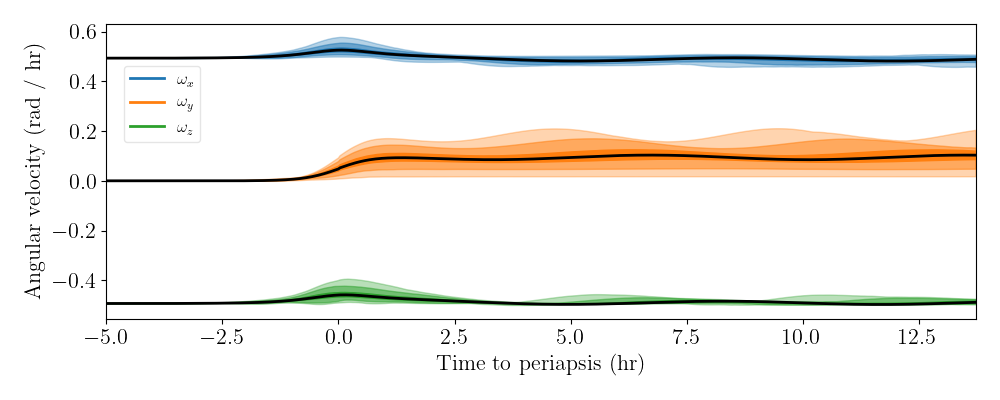 Angular velocity (rad / hr)
0.6
0.4
0.2
0.0
−0.2
−0.4
ωx
ωy
ωz
−5.0 −2.5 0.0 2.5 5.0 7.5 10.0 12.5
Time to periapsis (hr)